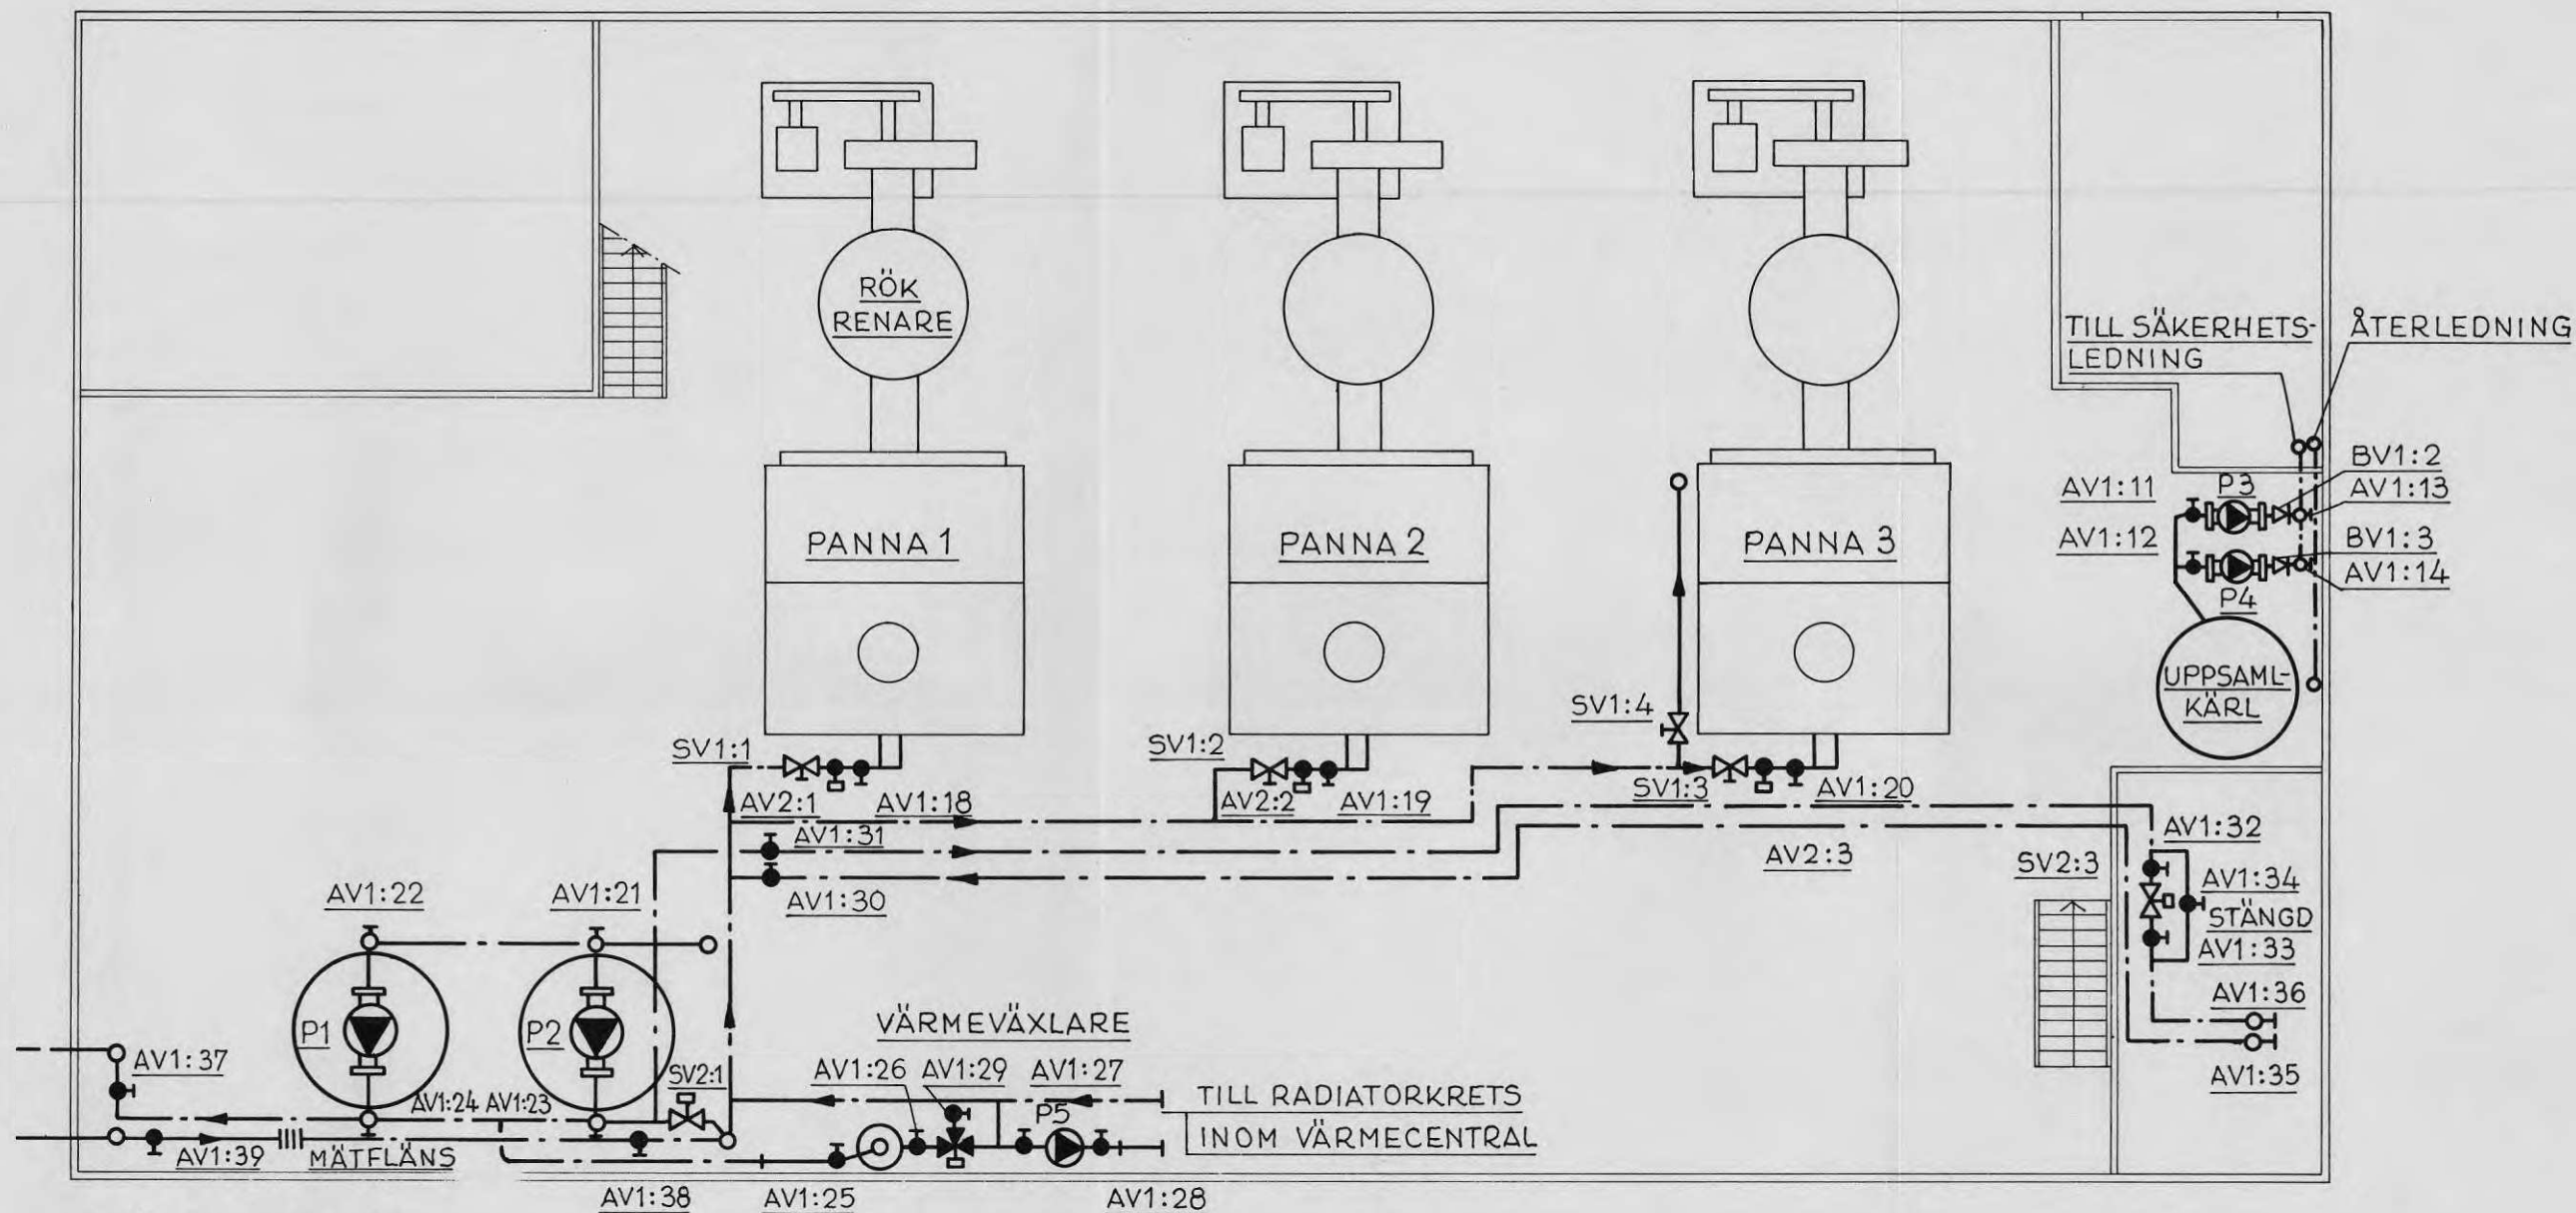 RÖK
RENARE
TILL SÄKERHETS-
LEDNING
ÅTERLEDNING
PANNA 1
PANNA 2
PANNA 3
AV1:11
P3
BV1:2
AV1:13
AV1:12
BV1:3
AV1:14
P4
UPPSAML-
KÄRL
SV1:1
SV1:2
SV1:4
AV2:1
AV1:18
AV2:2
AV1:19
SV1:3
AV1:20
AV1:31
AV1:30
AV2:3
SV2:3
AV1:32
AV1:34
STÄNGD
AV1:33
AV1:36
AV1:35
AV1:22
AV1:21
P1
P2
AV1:37
SV2:1
VÄRMEVÄXLARE
AV1:26
AV1:29
AV1:27
AV1:24
AV1:23
P5
TILL RADIATORKRETS
INOM VÄRMECENTRAL
AV1:39
MÄTFLÄNS
AV1:38
AV1:25
AV1:28